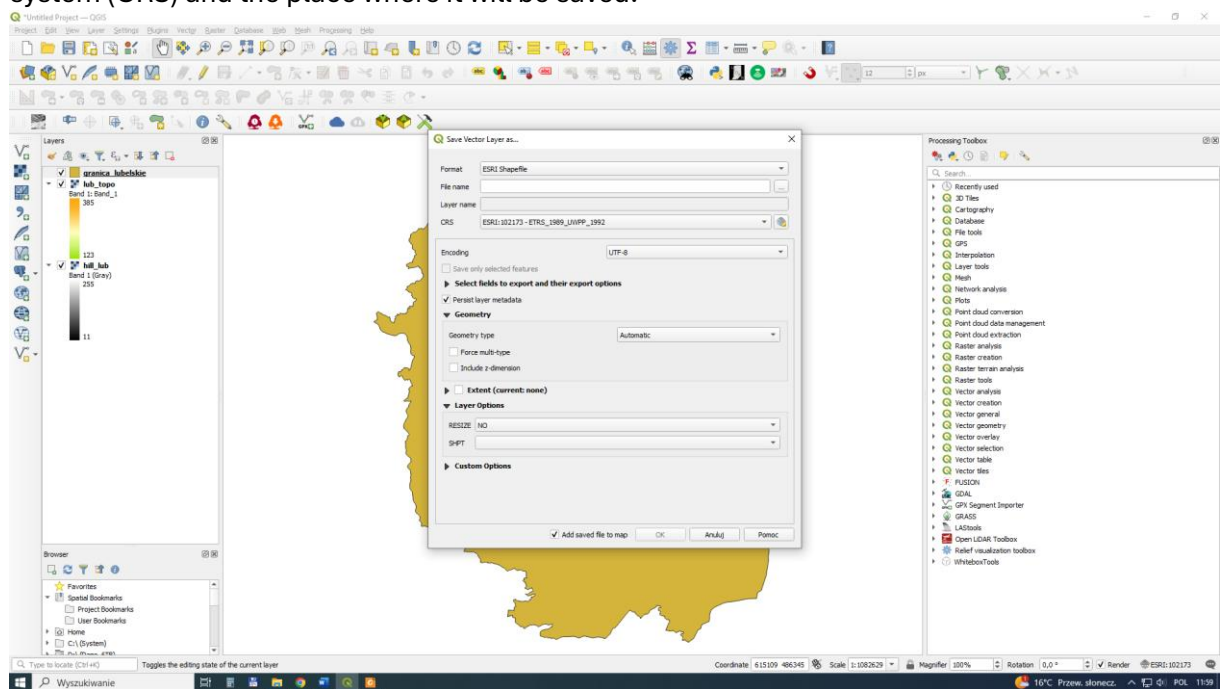 system (CRS) and the place where it will be saved.
*Untitled Project — QGIS
Project Edit View Layer Settings Plugins Vector Raster Database Web Mesh Processing Help
12
px
Layers
granica_lubelskie
lub_topo
Band 1: Band_1
385
123
hill_lub
Band 1 (Gray)
255
11
Browser
Favorites
Spatial Bookmarks
Project Bookmarks
User Bookmarks
Home
C:\ (System)
Save Vector Layer as...
Format ESRI Shapefile
File name
Layer name
CRS ESRI:102173 - ETRS_1989_UWPP_1992
Encoding UTF-8
Save only selected features
Select fields to export and their export options
Persist layer metadata
Geometry
Geometry type Automatic
Force multi-type
Include z-dimension
Extent (current: none)
Layer Options
RESIZE NO
SHPT
Custom Options
Add saved file to map OK Anuluj Pomoc
Processing Toolbox
Search...
Recently used
3D Tiles
Cartography
Database
File tools
GPS
Interpolation
Layer tools
Mesh
Network analysis
Plots
Point cloud conversion
Point cloud data management
Point cloud extraction
Raster analysis
Raster creation
Raster terrain analysis
Raster tools
Vector analysis
Vector creation
Vector general
Vector geometry
Vector overlay
Vector selection
Vector table
Vector tiles
FUSION
GDAL
GPX Segment Importer
GRASS
LAStools
Open LiDAR Toolbox
Relief visualization toolbox
WhiteboxTools
Type to locate (Ctrl+K) Toggles the editing state of the current layer Coordinate 615109 486345 Scale 1:1082629 Magnifier 100% Rotation 0,0 ° Render ESRI:102173
Wyszukiwanie 16°C Przew. słonecz. POL 11:59